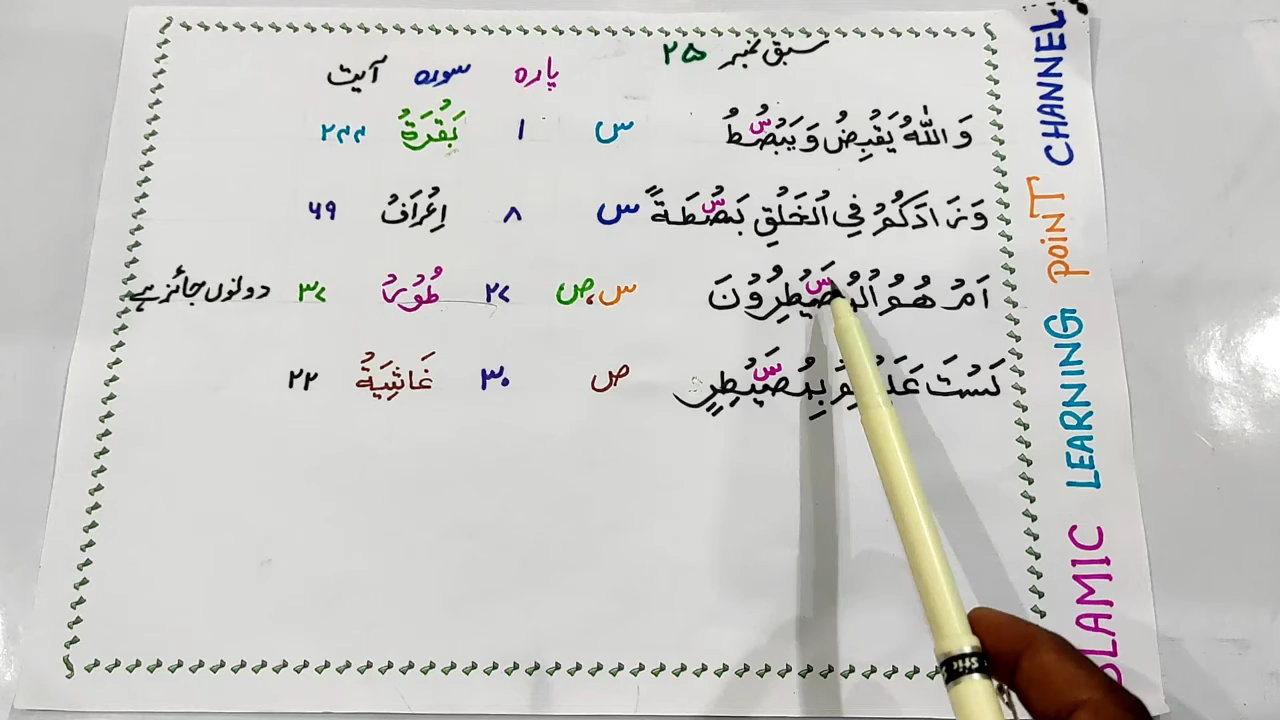 سبق نمبر ۲۵
پارہ سورہ آیت
وَ اللّٰهُ يَقْبِضُ وَ يَبْصُۜطُ س ۱ بَقَرَةُ ۲۴۴
وَ زَادَكُمْ فِي الْخَلْقِ بَصْۜطَةً س ۸ اِعْرَافُ ۶۹
اَمْ هُمُ الْمُصَۜيْطِرُوْنَ س،ص ۲۷ طُوْرُ ۳۷ دونوں جائز ہے
لَسْتَ بِمُصَۜيْطِرٍ ص ۳۰ غَاشِيَةُ ۲۲
ISLAMIC LEARNING POINT CHANNEL